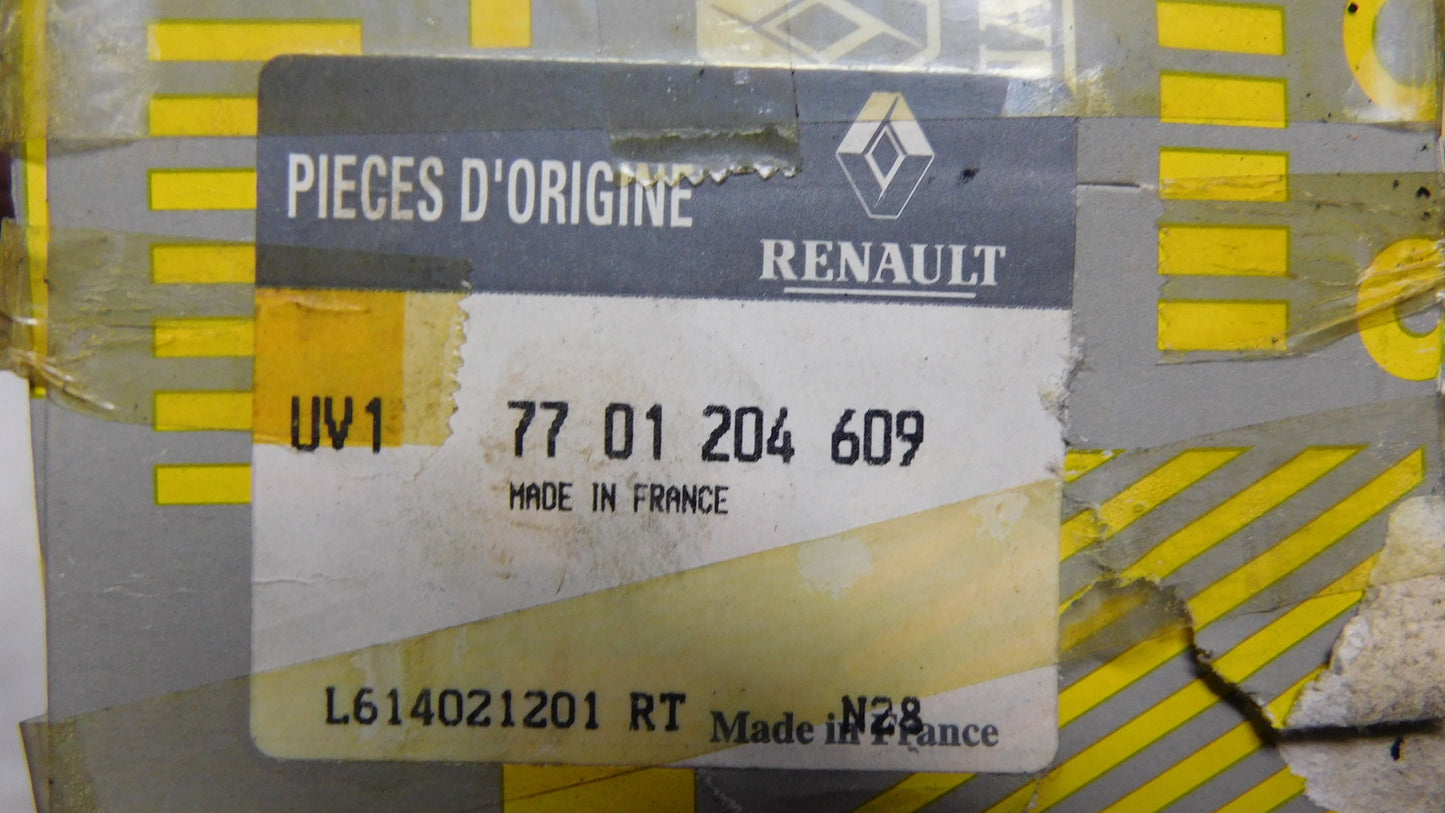 PIECES D'ORIGINE
RENAULT
UV1 77 01 204 609
MADE IN FRANCE
L614021201 RT N28
Made in France